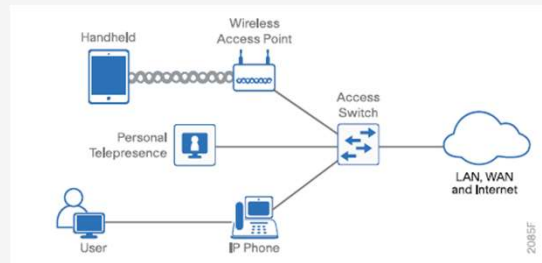 Wireless
Access Point
Handheld
Access
Switch
Personal
Telepresence
LAN, WAN
and Internet
User
IP Phone
2085F